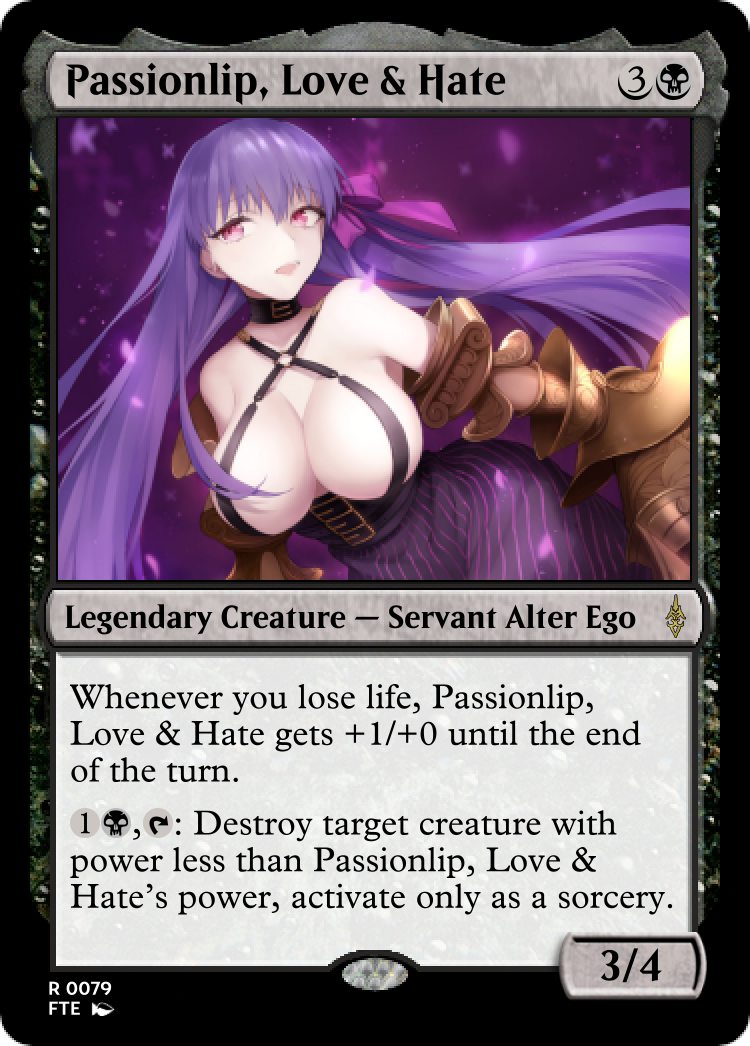 Passionlip, Love & Hate 3
Legendary Creature — Servant Alter Ego
Whenever you lose life, Passionlip,
Love & Hate gets +1/+0 until the end
of the turn.
1 , : Destroy target creature with
power less than Passionlip, Love &
Hate's power, activate only as a sorcery.
3/4
R 0079
FTE